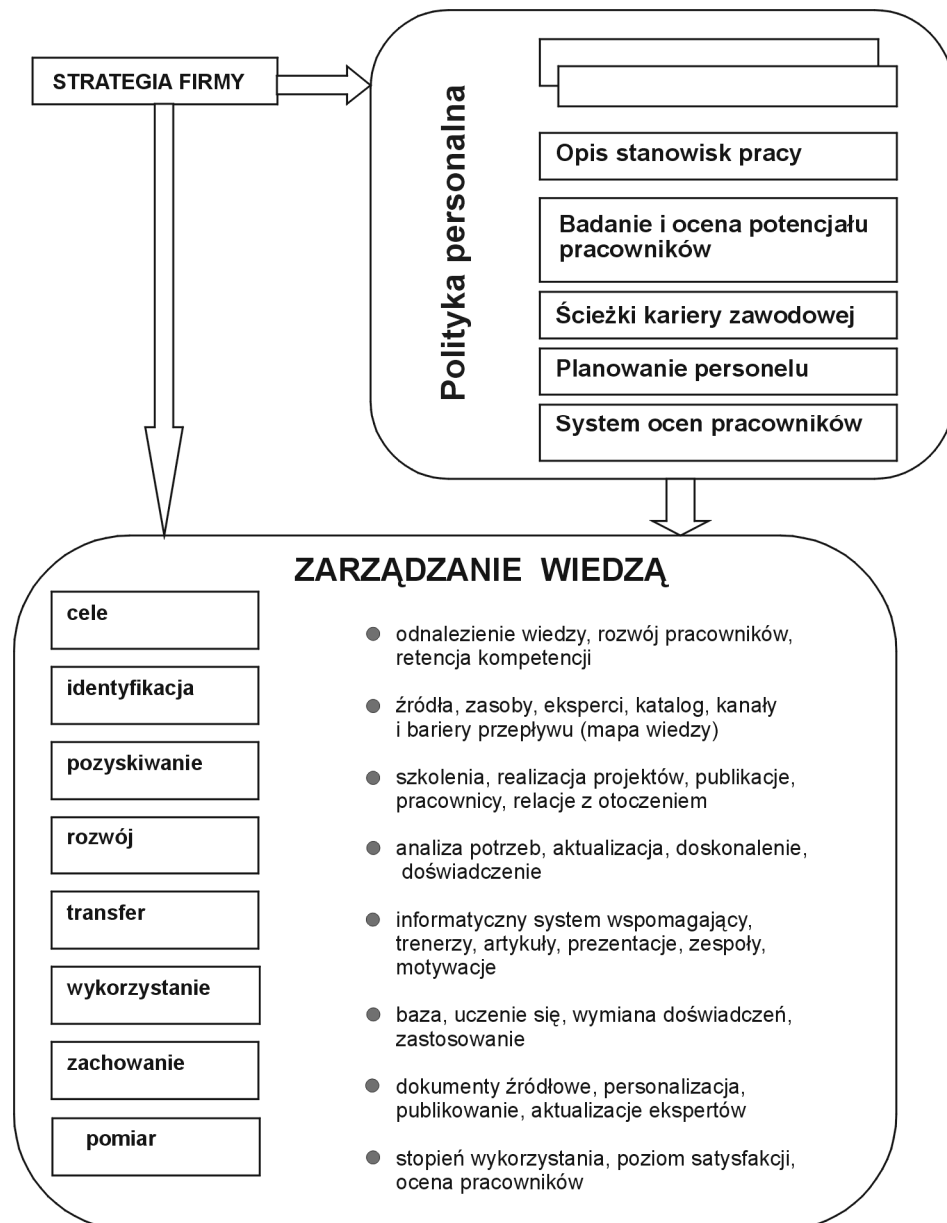 STRATEGIA FIRMY
Polityka personalna
Opis stanowisk pracy
Badanie i ocena potencjału
pracowników
Ścieżki kariery zawodowej
Planowanie personelu
System ocen pracowników
ZARZĄDZANIE WIEDZĄ
cele
odnalezienie wiedzy, rozwój pracowników,
retencja kompetencji
identyfikacja
źródła, zasoby, eksperci, katalog, kanały
i bariery przepływu (mapa wiedzy)
pozyskiwanie
szkolenia, realizacja projektów, publikacje,
pracownicy, relacje z otoczeniem
rozwój
analiza potrzeb, aktualizacja, doskonalenie,
doświadczenie
transfer
informatyczny system wspomagający,
trenerzy, artykuły, prezentacje, zespoły,
motywacje
wykorzystanie
baza, uczenie się, wymiana doświadczeń,
zastosowanie
zachowanie
dokumenty źródłowe, personalizacja,
publikowanie, aktualizacje ekspertów
pomiar
stopień wykorzystania, poziom satysfakcji,
ocena pracowników